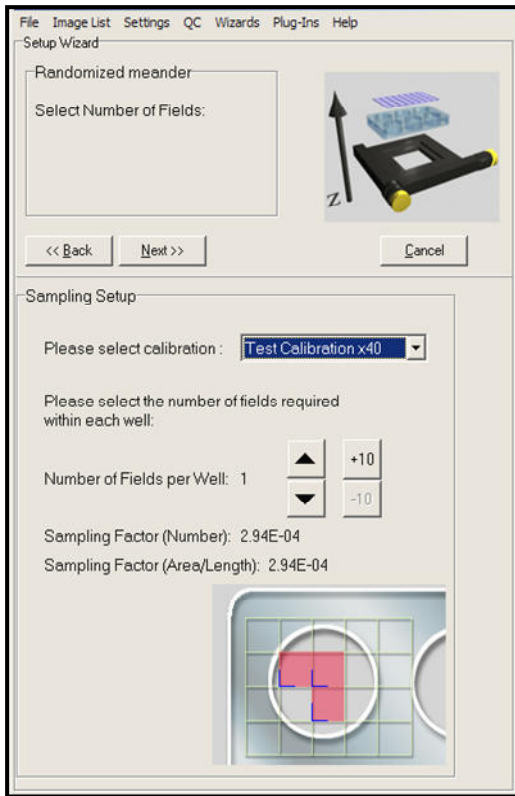 File Image List Settings QC Wizards Plug-Ins Help
Setup Wizard
Randomized meander
Select Number of Fields:
Z
<< Back Next >> Cancel
Sampling Setup
Please select calibration : Test Calibration x40
Please select the number of fields required
within each well:
+10
Number of Fields per Well: 1
-10
Sampling Factor (Number): 2.94E-04
Sampling Factor (Area/Length): 2.94E-04